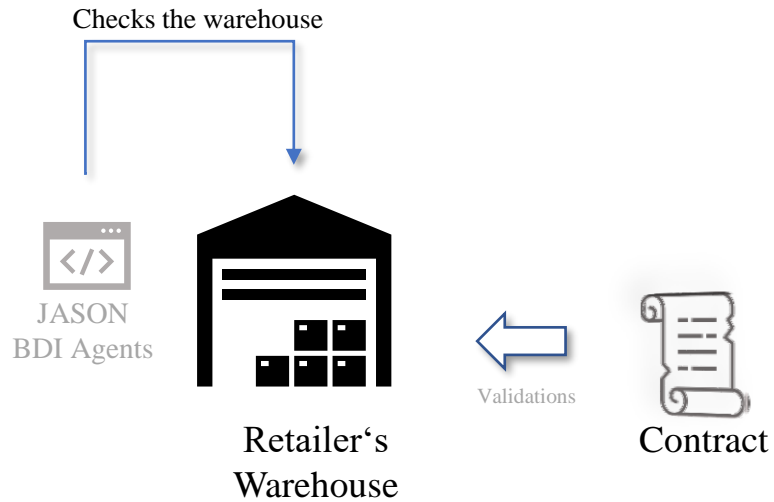 Checks the warehouse
</>
JASON
BDI Agents
Validations
Retailer‘s
Warehouse
Contract